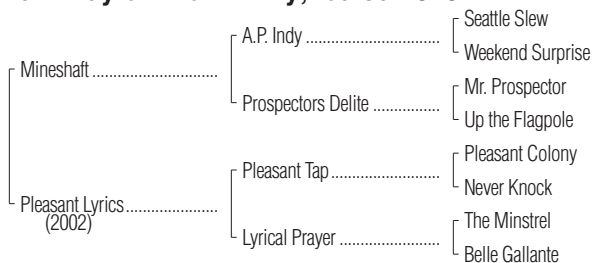 Seattle Slew
A.P. Indy
Weekend Surprise
Mineshaft
Mr. Prospector
Prospectors Delite
Up the Flagpole
Pleasant Colony
Pleasant Tap
Never Knock
Pleasant Lyrics
(2002)
The Minstrel
Lyrical Prayer
Belle Gallante